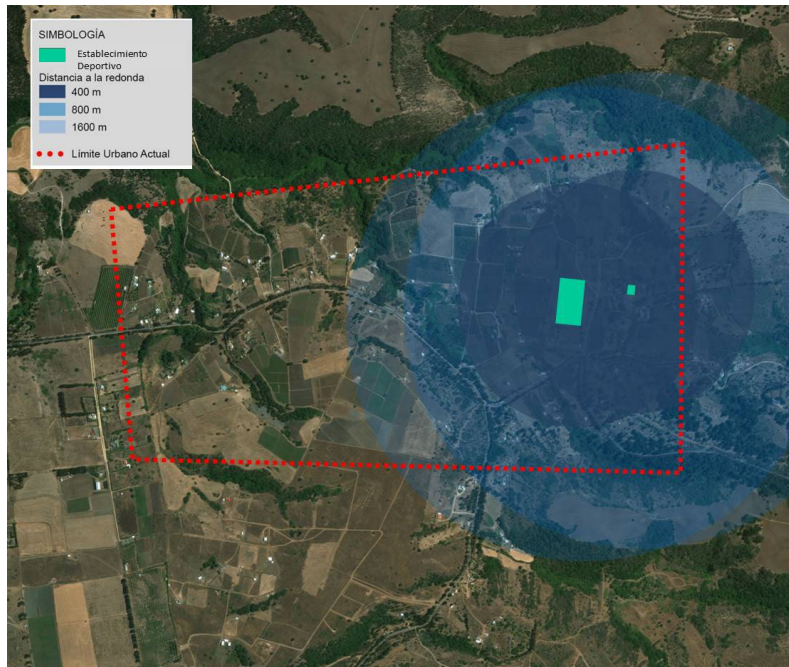 SIMBOLOGÍA
Establecimiento
Deportivo
Distancia a la redonda
400 m
800 m
1600 m
Límite Urbano Actual